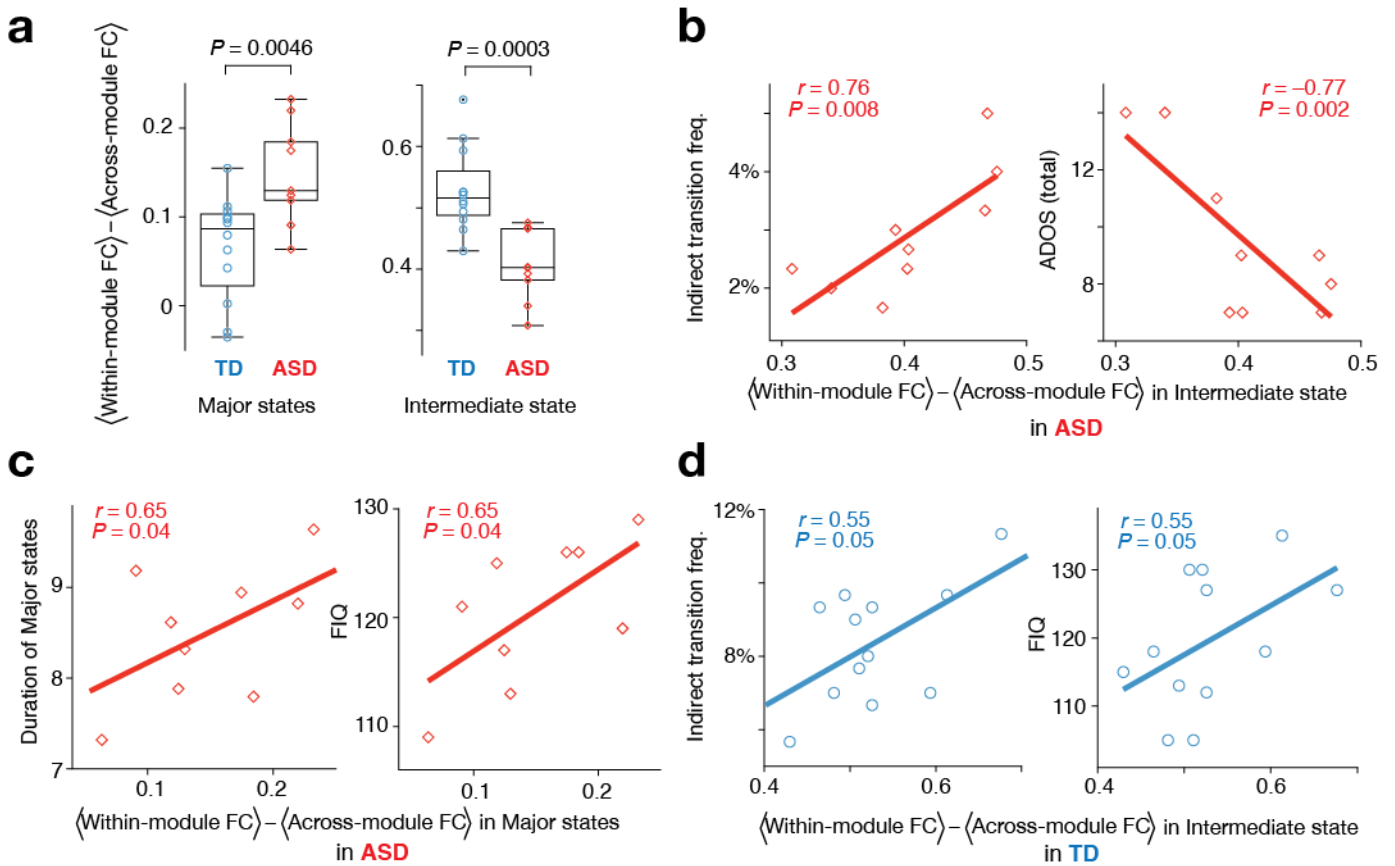 a
⟨Within-module FC⟩–⟨Across-module FC⟩
P = 0.0046
0.2
0.1
0
TD ASD
Major states
P = 0.0003
0.6
0.4
TD ASD
Intermediate state
b
Indirect transition freq.
r = 0.76
P = 0.008
4%
2%
0.3 0.4 0.5
ADOS (total)
r = –0.77
P = 0.002
12
8
0.3 0.4 0.5
⟨Within-module FC⟩–⟨Across-module FC⟩ in Intermediate state
in ASD
c
Duration of Major states
r = 0.65
P = 0.04
9
8
7
0.1 0.2
FIQ
r = 0.65
P = 0.04
130
120
110
0.1 0.2
⟨Within-module FC⟩–⟨Across-module FC⟩ in Major states
in ASD
d
Indirect transition freq.
r = 0.55
P = 0.05
12%
8%
0.4 0.6
FIQ
r = 0.55
P = 0.05
130
120
110
0.4 0.6
⟨Within-module FC⟩–⟨Across-module FC⟩ in Intermediate state
in TD